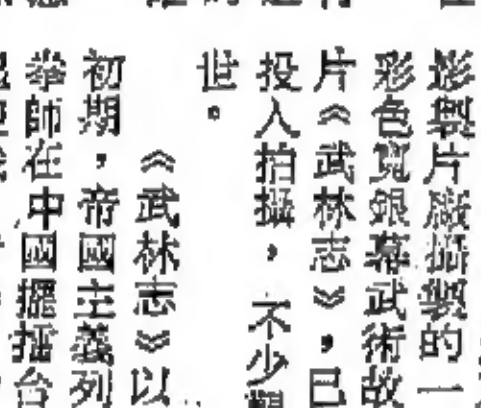 影製片廠攝製的一
彩色寬銀幕武術故
片《武林志》，已
投入拍攝，不少觀
世。
《武林志》以
初期，帝國主義列
拳師在中國擺擂台